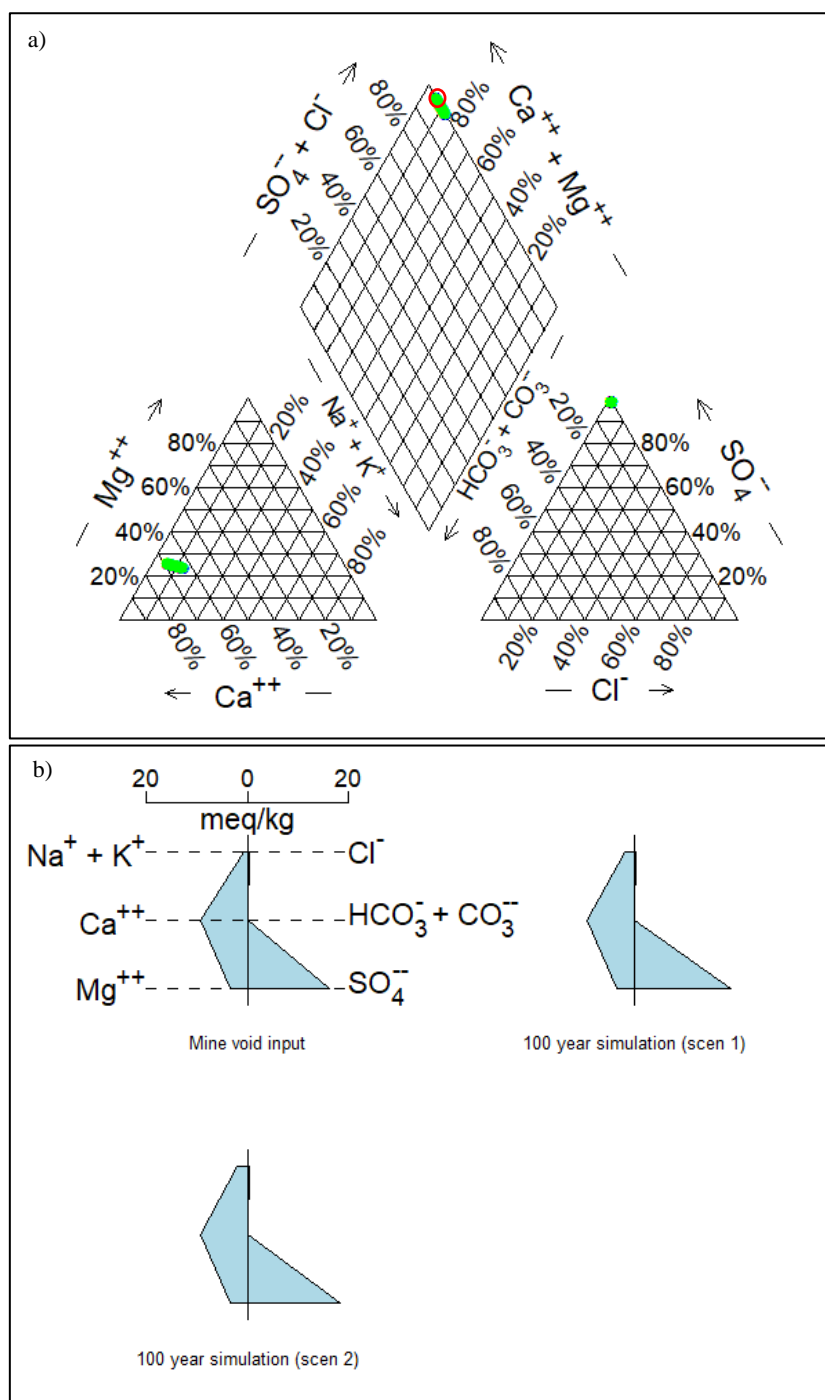 a)
80%
60%
40%
20%
SO₄⁻⁻ + Cl⁻
Ca⁺⁺ + Mg⁺⁺
80%
60%
40%
20%
Mg⁺⁺
80%
60%
40%
20%
20%
40%
60%
80%
Na⁺ + K⁺
80%
60%
40%
20%
Ca⁺⁺
HCO₃⁻ + CO₃⁻⁻
20%
40%
60%
80%
SO₄⁻⁻
80%
60%
40%
20%
20%
40%
60%
80%
Cl⁻
b)
20 0 20
meq/kg
Na⁺ + K⁺ Cl⁻
Ca⁺⁺ HCO₃⁻ + CO₃⁻⁻
Mg⁺⁺ SO₄⁻⁻
Mine void input
100 year simulation (scen 1)
100 year simulation (scen 2)